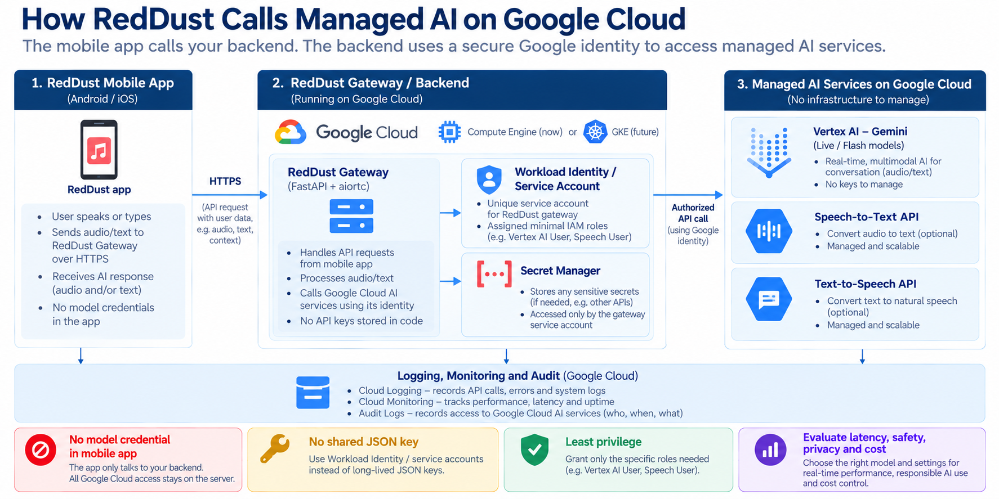 How RedDust Calls Managed AI on Google Cloud
The mobile app calls your backend. The backend uses a secure Google identity to access managed AI services.
1. RedDust Mobile App
(Android / iOS)
RedDust app
• User speaks or types
• Sends audio/text to
RedDust Gateway
over HTTPS
• Receives AI response
(audio and/or text)
• No model credentials
in the app
HTTPS
(API request
with user data,
e.g. audio, text,
context)
2. RedDust Gateway / Backend
(Running on Google Cloud)
Google Cloud
Compute Engine (now) or GKE (future)
RedDust Gateway
(FastAPI + aiortc)
• Handles API requests
from mobile app
• Processes audio/text
• Calls Google Cloud AI
services using its identity
• No API keys stored in code
Workload Identity /
Service Account
• Unique service account
for RedDust gateway
• Assigned minimal IAM roles
(e.g. Vertex AI User, Speech User)
Secret Manager
• Stores any sensitive secrets
(if needed, e.g. other APIs)
• Accessed only by the gateway
service account
Authorized
API call
(using Google
identity)
3. Managed AI Services on Google Cloud
(No infrastructure to manage)
Vertex AI – Gemini
(Live / Flash models)
• Real-time, multimodal AI for
conversation (audio/text)
• No keys to manage
Speech-to-Text API
• Convert audio to text (optional)
• Managed and scalable
Text-to-Speech API
• Convert text to natural speech
(optional)
• Managed and scalable
Logging, Monitoring and Audit (Google Cloud)
• Cloud Logging – records API calls, errors and system logs
• Cloud Monitoring – tracks performance, latency and uptime
• Audit Logs – records access to Google Cloud AI services (who, when, what)
No model credential
in mobile app
The app only talks to your backend.
All Google Cloud access stays on the server.
No shared JSON key
Use Workload Identity / service accounts
instead of long-lived JSON keys.
Least privilege
Grant only the specific roles needed
(e.g. Vertex AI User, Speech User).
Evaluate latency, safety,
privacy and cost
Choose the right model and settings for
real-time performance, responsible AI use
and cost control.